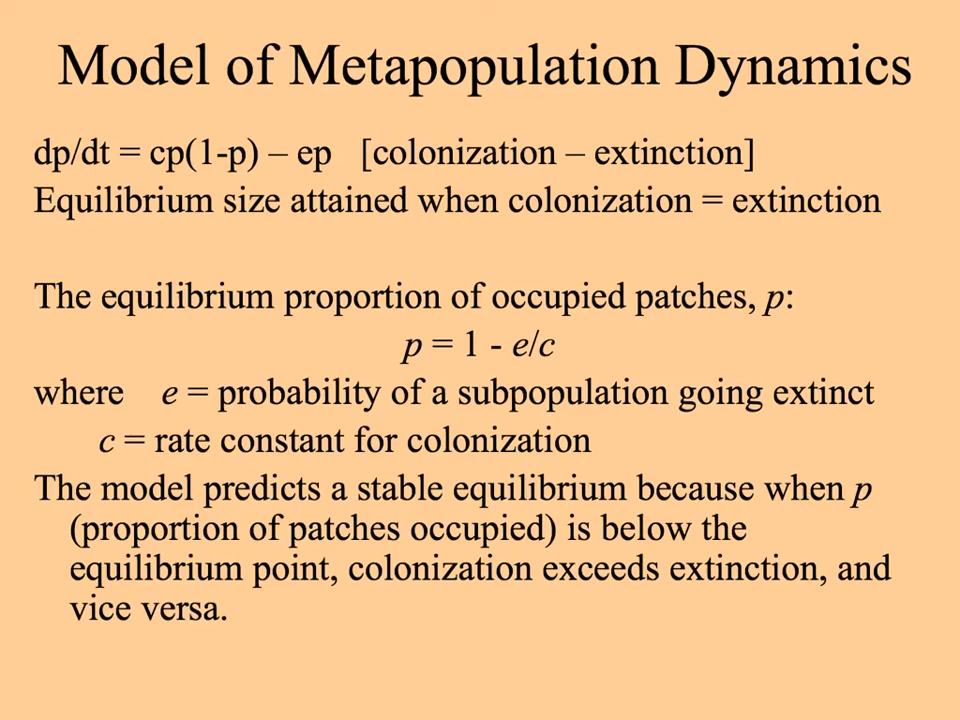 Model of Metapopulation Dynamics
dp/dt = cp(1-p) – ep [colonization – extinction]
Equilibrium size attained when colonization = extinction
The equilibrium proportion of occupied patches, p:
p = 1 - e/c
where e = probability of a subpopulation going extinct
c = rate constant for colonization
The model predicts a stable equilibrium because when p
(proportion of patches occupied) is below the
equilibrium point, colonization exceeds extinction, and
vice versa.